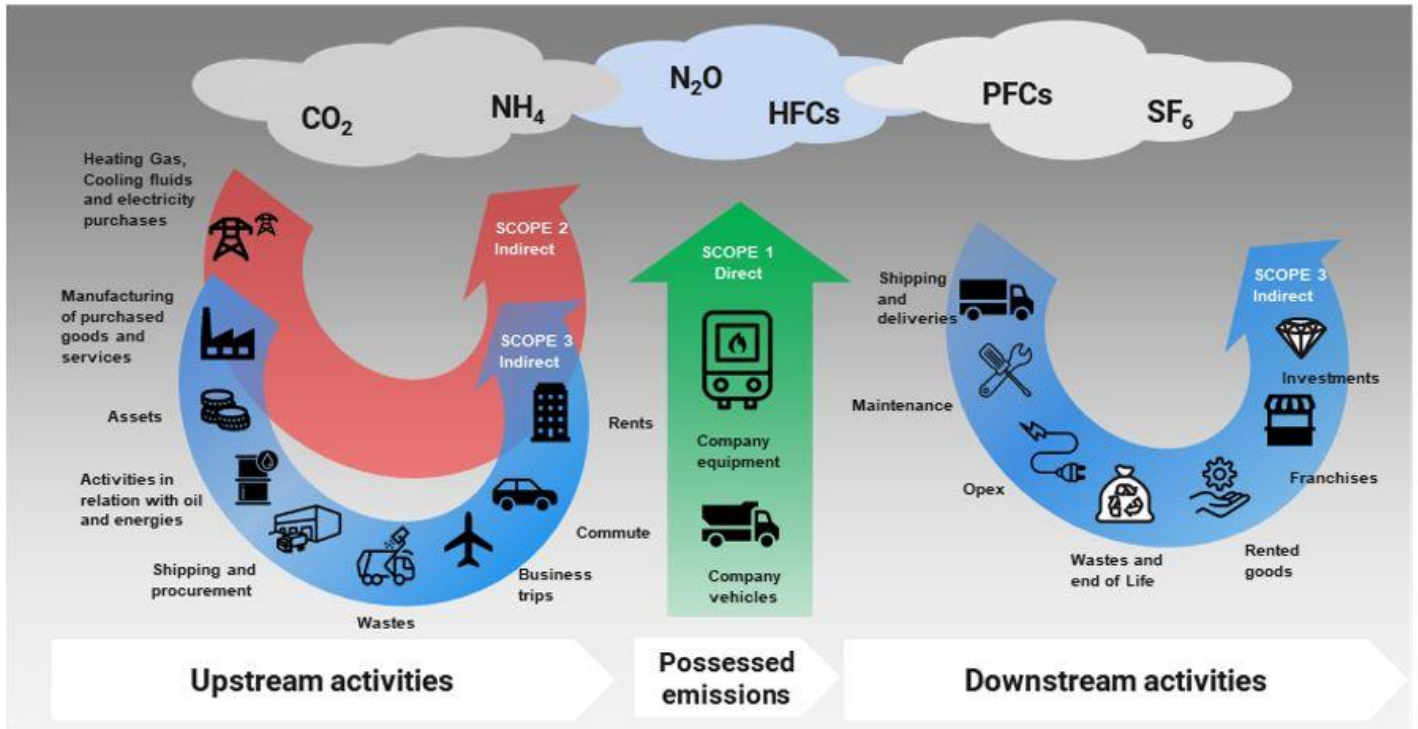 CO₂
NH₄
N₂O
HFCs
PFCs
SF₆
Heating Gas,
Cooling fluids
and electricity
purchases
SCOPE 2
Indirect
Manufacturing
of purchased
goods and
services
SCOPE 3
Indirect
Assets
Rents
Activities in
relation with oil
and energies
Commute
Shipping and
procurement
Business
trips
Wastes
SCOPE 1
Direct
Company
equipment
Company
vehicles
Shipping
and
deliveries
SCOPE 3
Indirect
Investments
Maintenance
Franchises
Opex
Rented
goods
Wastes and
end of Life
Upstream activities
Possessed
emissions
Downstream activities